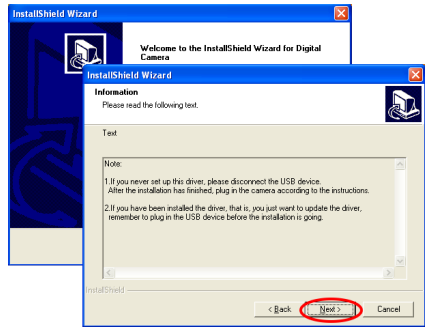 InstallShield Wizard
Welcome to the InstallShield Wizard for Digital
Camera
InstallShield Wizard
Information
Please read the following text.
Text
Note:
1.If you never set up this driver, please disconnect the USB device.
After the installation has finished, plug in the camera according to the instructions.
2.If you have been installed the driver, that is, you just want to update the driver,
remember to plug in the USB device before the installation is going.
InstallShield
< Back
Next >
Cancel